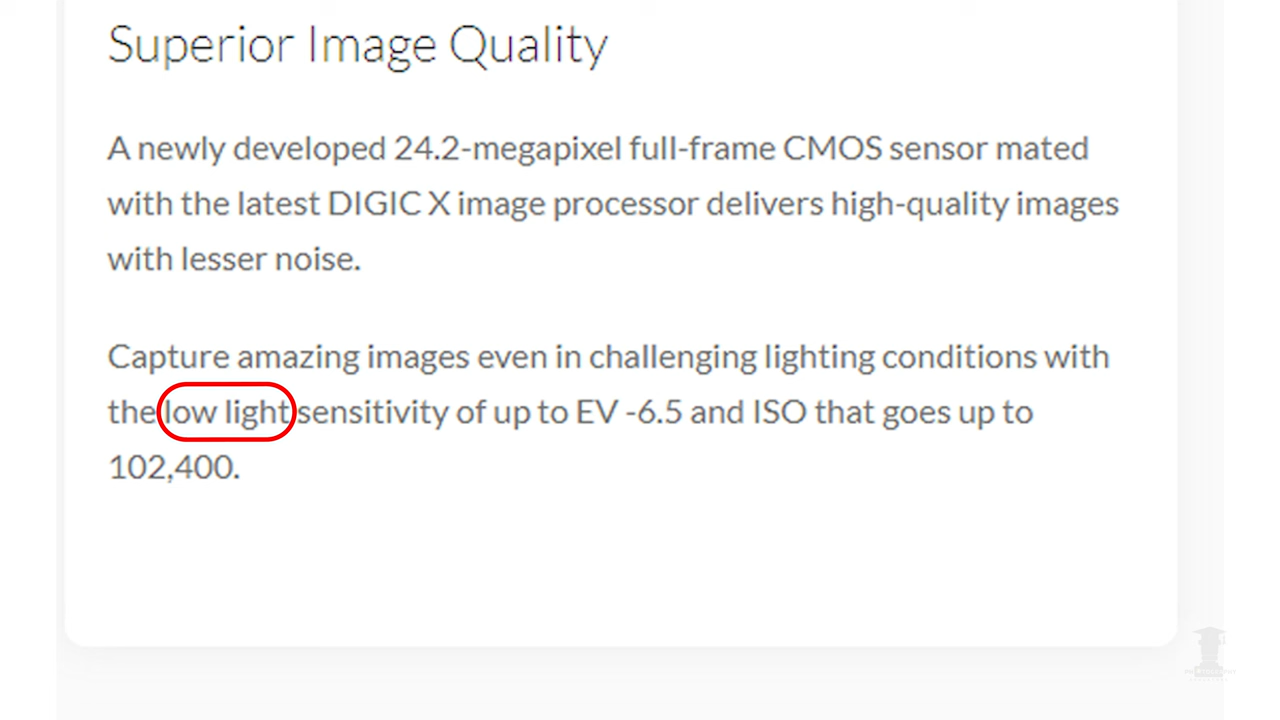 Superior Image Quality
A newly developed 24.2-megapixel full-frame CMOS sensor mated
with the latest DIGIC X image processor delivers high-quality images
with lesser noise.
Capture amazing images even in challenging lighting conditions with
the low light sensitivity of up to EV -6.5 and ISO that goes up to
102,400.